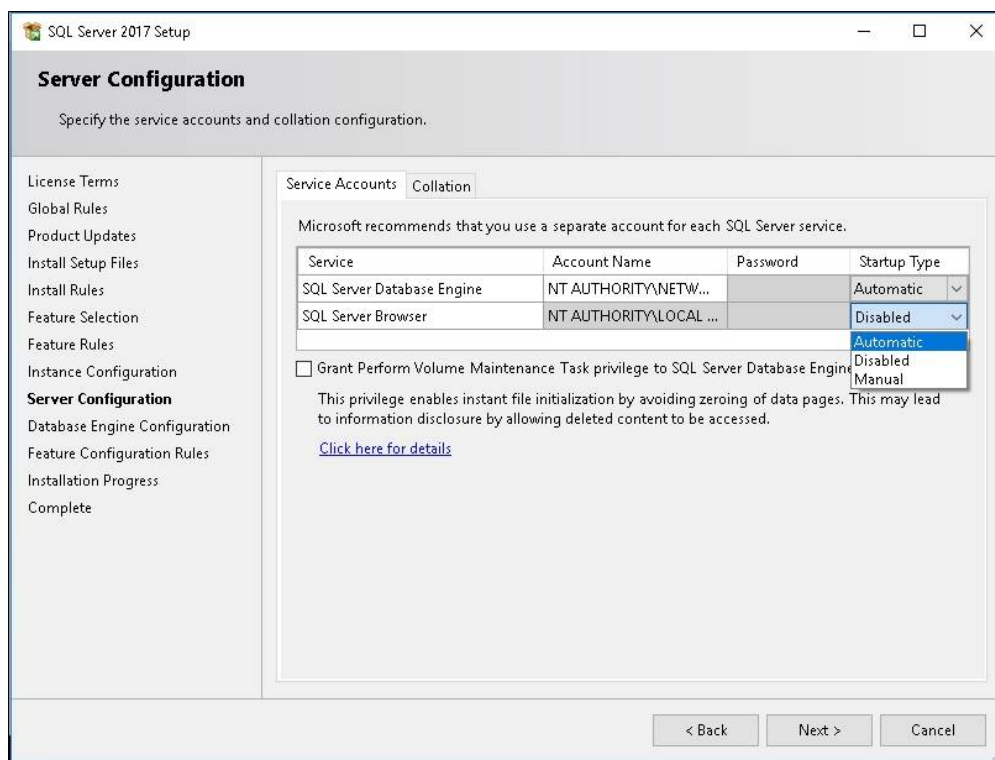 SQL Server 2017 Setup
Server Configuration
Specify the service accounts and collation configuration.
License Terms
Global Rules
Product Updates
Install Setup Files
Install Rules
Feature Selection
Feature Rules
Instance Configuration
Server Configuration
Database Engine Configuration
Feature Configuration Rules
Installation Progress
Complete
Service Accounts Collation
Microsoft recommends that you use a separate account for each SQL Server service.
Service Account Name Password Startup Type
SQL Server Database Engine NT AUTHORITY\NETW... Automatic
SQL Server Browser NT AUTHORITY\LOCAL ... Disabled
Automatic
Disabled
Manual
Grant Perform Volume Maintenance Task privilege to SQL Server Database Engine
This privilege enables instant file initialization by avoiding zeroing of data pages. This may lead
to information disclosure by allowing deleted content to be accessed.
Click here for details
< Back Next > Cancel